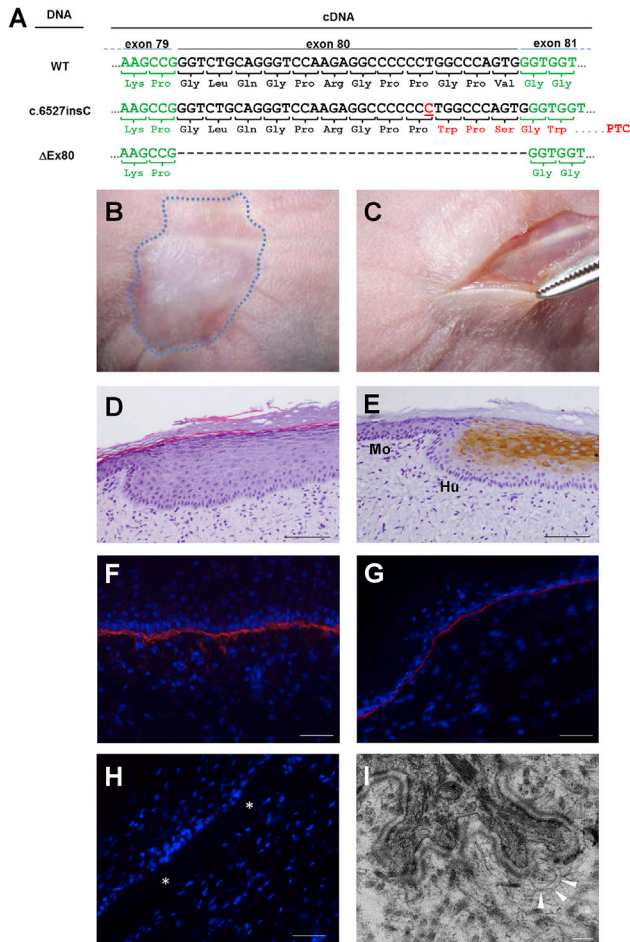 A
DNA cDNA
exon 79 exon 80 exon 81
WT ...AAGCCGGGTCTGCAGGGTCCAAGAGGCCCCCCTGGCCCAGTGGGTGGT...
Lys Pro Gly Leu Gln Gly Pro Arg Gly Pro Pro Gly Pro Val Gly Gly
c.6527insC ...AAGCCGGGTCTGCAGGGTCCAAGAGGCCCCCCCTGGCCCAGTGGGTGGT...
Lys Pro Gly Leu Gln Gly Pro Arg Gly Pro Pro Trp Pro Ser Gly Trp .....PTC
ΔEx80 ...AAGCCG GGTGGT...
Lys Pro Gly Gly
B C
D E
Mo
Hu
F G
H I
* *